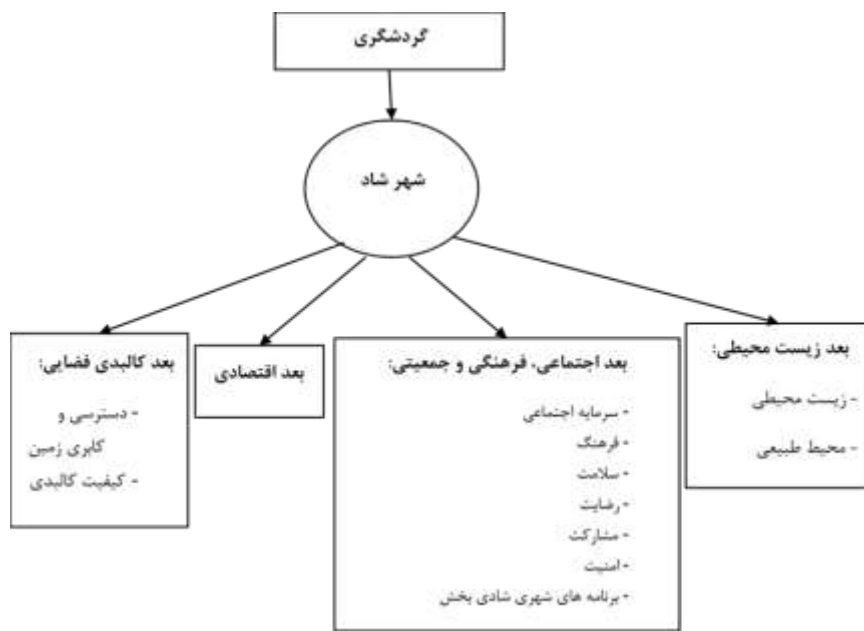 گردشگری
شهر شاد
بعد زیست محیطی:
- زیست محیطی
- محیط طبیعی
بعد اجتماعی، فرهنگی و جمعیتی:
- سرمایه اجتماعی
- فرهنگ
- سلامت
- رضایت
- مشارکت
- امنیت
- برنامه های شهری شادی بخش
بعد اقتصادی
بعد کالبدی فضایی:
- دسترسی و
کابری زمین
- کیفیت کالبدی